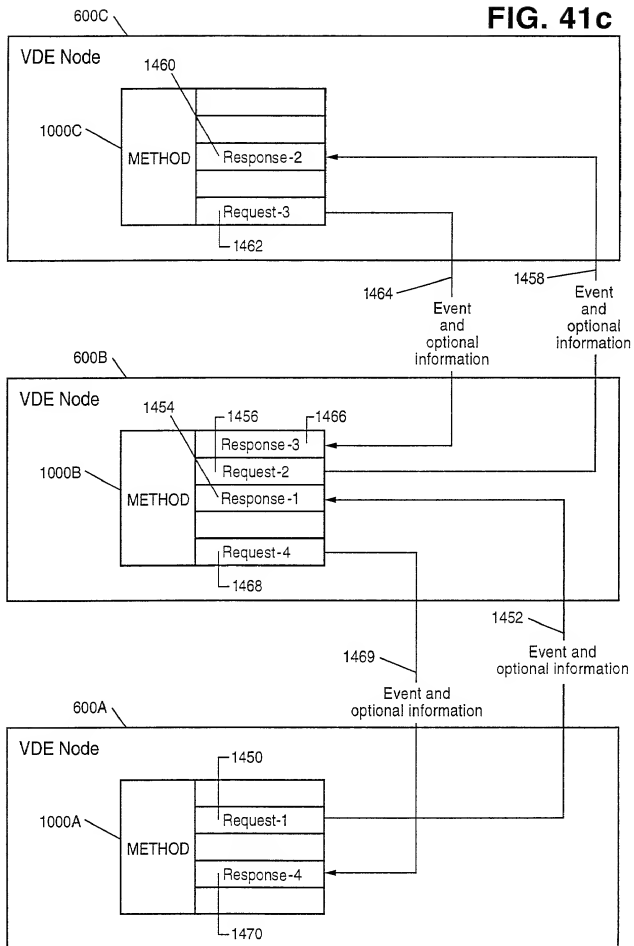 FIG. 41c
600C
VDE Node
1460
1000C
METHOD
Response-2
Request-3
1462
1464
1458
Event
and
optional
information
Event
and
optional
information
600B
VDE Node
1454
1456
1466
1000B
METHOD
Response-3
Request-2
Response-1
Request-4
1468
1452
1469
Event and
optional information
Event and
optional information
600A
VDE Node
1450
1000A
METHOD
Request-1
Response-4
1470